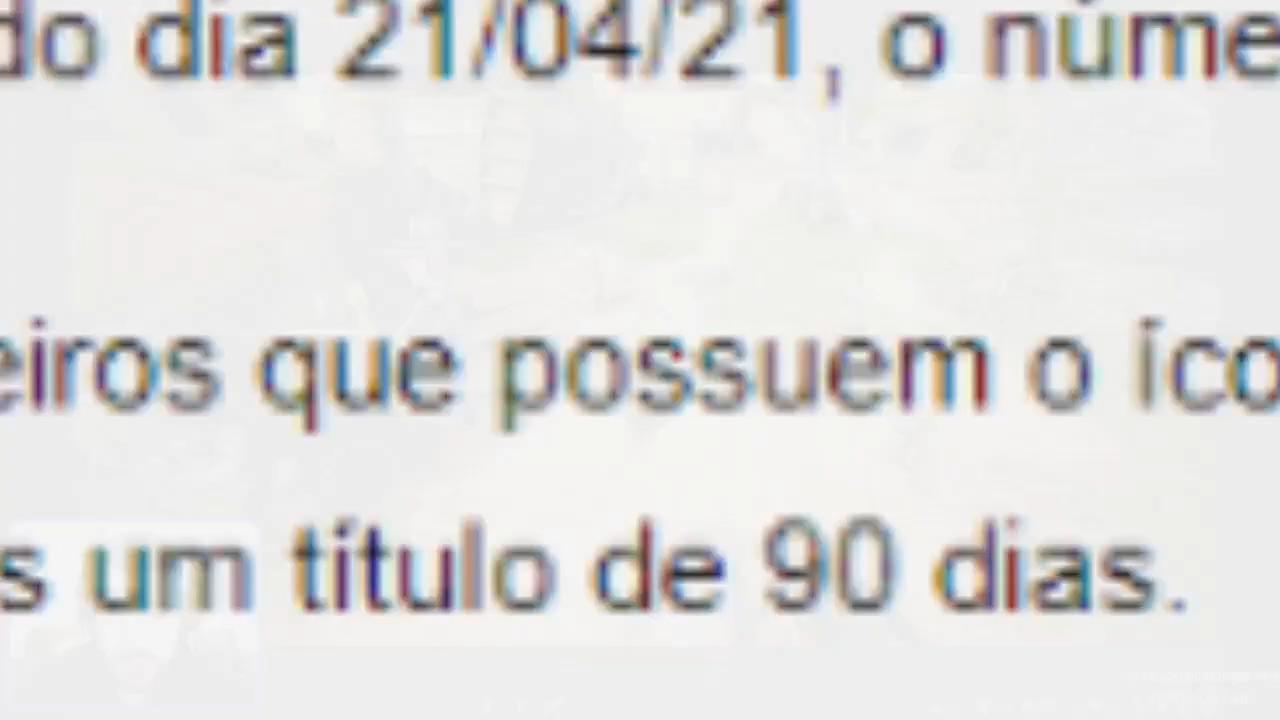 do dia 21/04/21, o núme
eiros que possuem o íco
s um título de 90 dias.